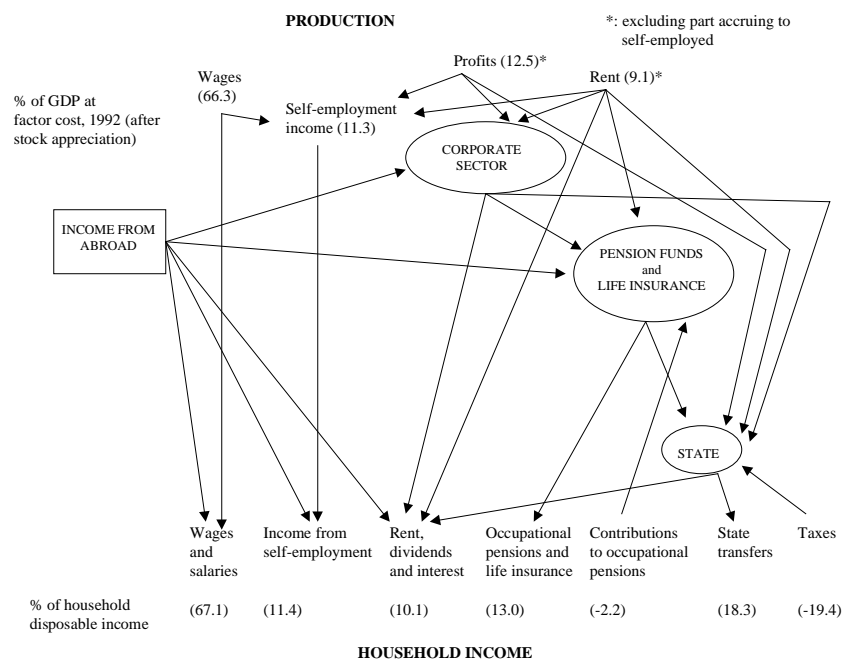 PRODUCTION
*: excluding part accruing to
self-employed
Profits (12.5)*
Wages
(66.3)
Rent (9.1)*
% of GDP at
factor cost, 1992 (after
stock appreciation)
Self-employment
income (11.3)
CORPORATE
SECTOR
INCOME FROM
ABROAD
PENSION FUNDS
and
LIFE INSURANCE
STATE
Wages
and
salaries
Income from
self-employment
Rent,
dividends
and interest
Occupational
pensions and
life insurance
Contributions
to occupational
pensions
State
transfers
Taxes
% of household
disposable income
(67.1)
(11.4)
(10.1)
(13.0)
(-2.2)
(18.3)
(-19.4)
HOUSEHOLD INCOME